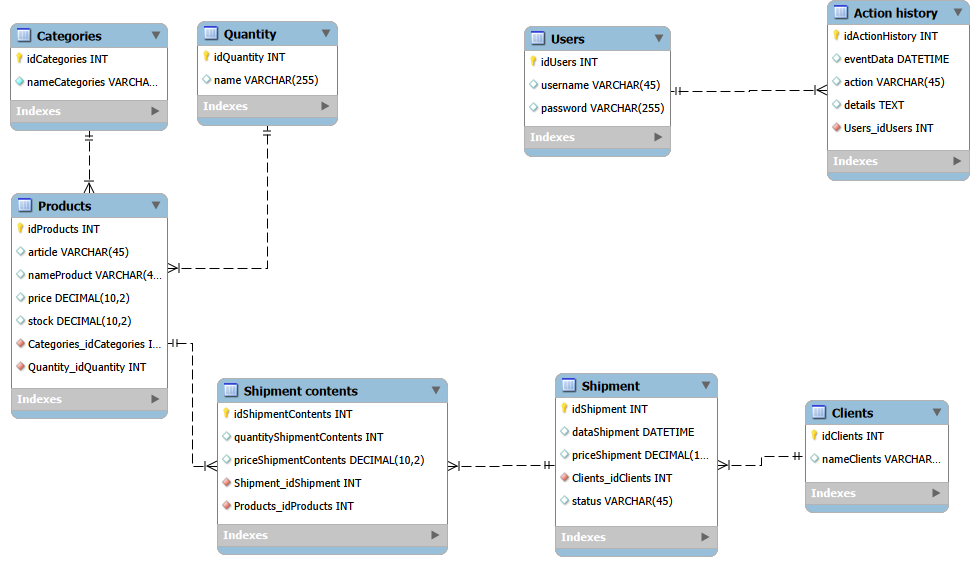 Categories
idCategories INT
nameCategories VARCHA...
Indexes
Quantity
idQuantity INT
name VARCHAR(255)
Indexes
Users
idUsers INT
username VARCHAR(45)
password VARCHAR(255)
Indexes
Action history
idActionHistory INT
eventData DATETIME
action VARCHAR(45)
details TEXT
Users_idUsers INT
Indexes
Products
idProducts INT
article VARCHAR(45)
nameProduct VARCHAR(4...
price DECIMAL(10,2)
stock DECIMAL(10,2)
Categories_idCategories I...
Quantity_idQuantity INT
Indexes
Shipment contents
idShipmentContents INT
quantityShipmentContents INT
priceShipmentContents DECIMAL(10,2)
Shipment_idShipment INT
Products_idProducts INT
Indexes
Shipment
idShipment INT
dataShipment DATETIME
priceShipment DECIMAL(1...
Clients_idClients INT
status VARCHAR(45)
Indexes
Clients
idClients INT
nameClients VARCHAR...
Indexes